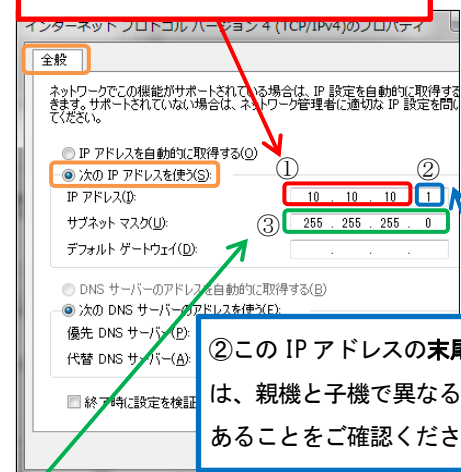 インターネット プロトコル バージョン 4 (TCP/IPv4)のプロパティ
全般
ネットワークでこの機能がサポートされている場合は、IP 設定を自動的に取得する
きます。サポートされていない場合は、ネットワーク管理者に適切な IP 設定を問い
てください。
IP アドレスを自動的に取得する(O)
① ②
次の IP アドレスを使う(S):
IP アドレス(I): 10 . 10 . 10 . 1
サブネット マスク(U): ③ 255 . 255 . 255 . 0
デフォルト ゲートウェイ(D): . . .
DNS サーバーのアドレスを自動的に取得する(B)
次の DNS サーバーのアドレスを使う(E):
優先 DNS サーバー(P):
代替 DNS サーバー(A):
②この IP アドレスの末尾
は、親機と子機で異なる
あることをご確認くださ
終了時に設定を検証